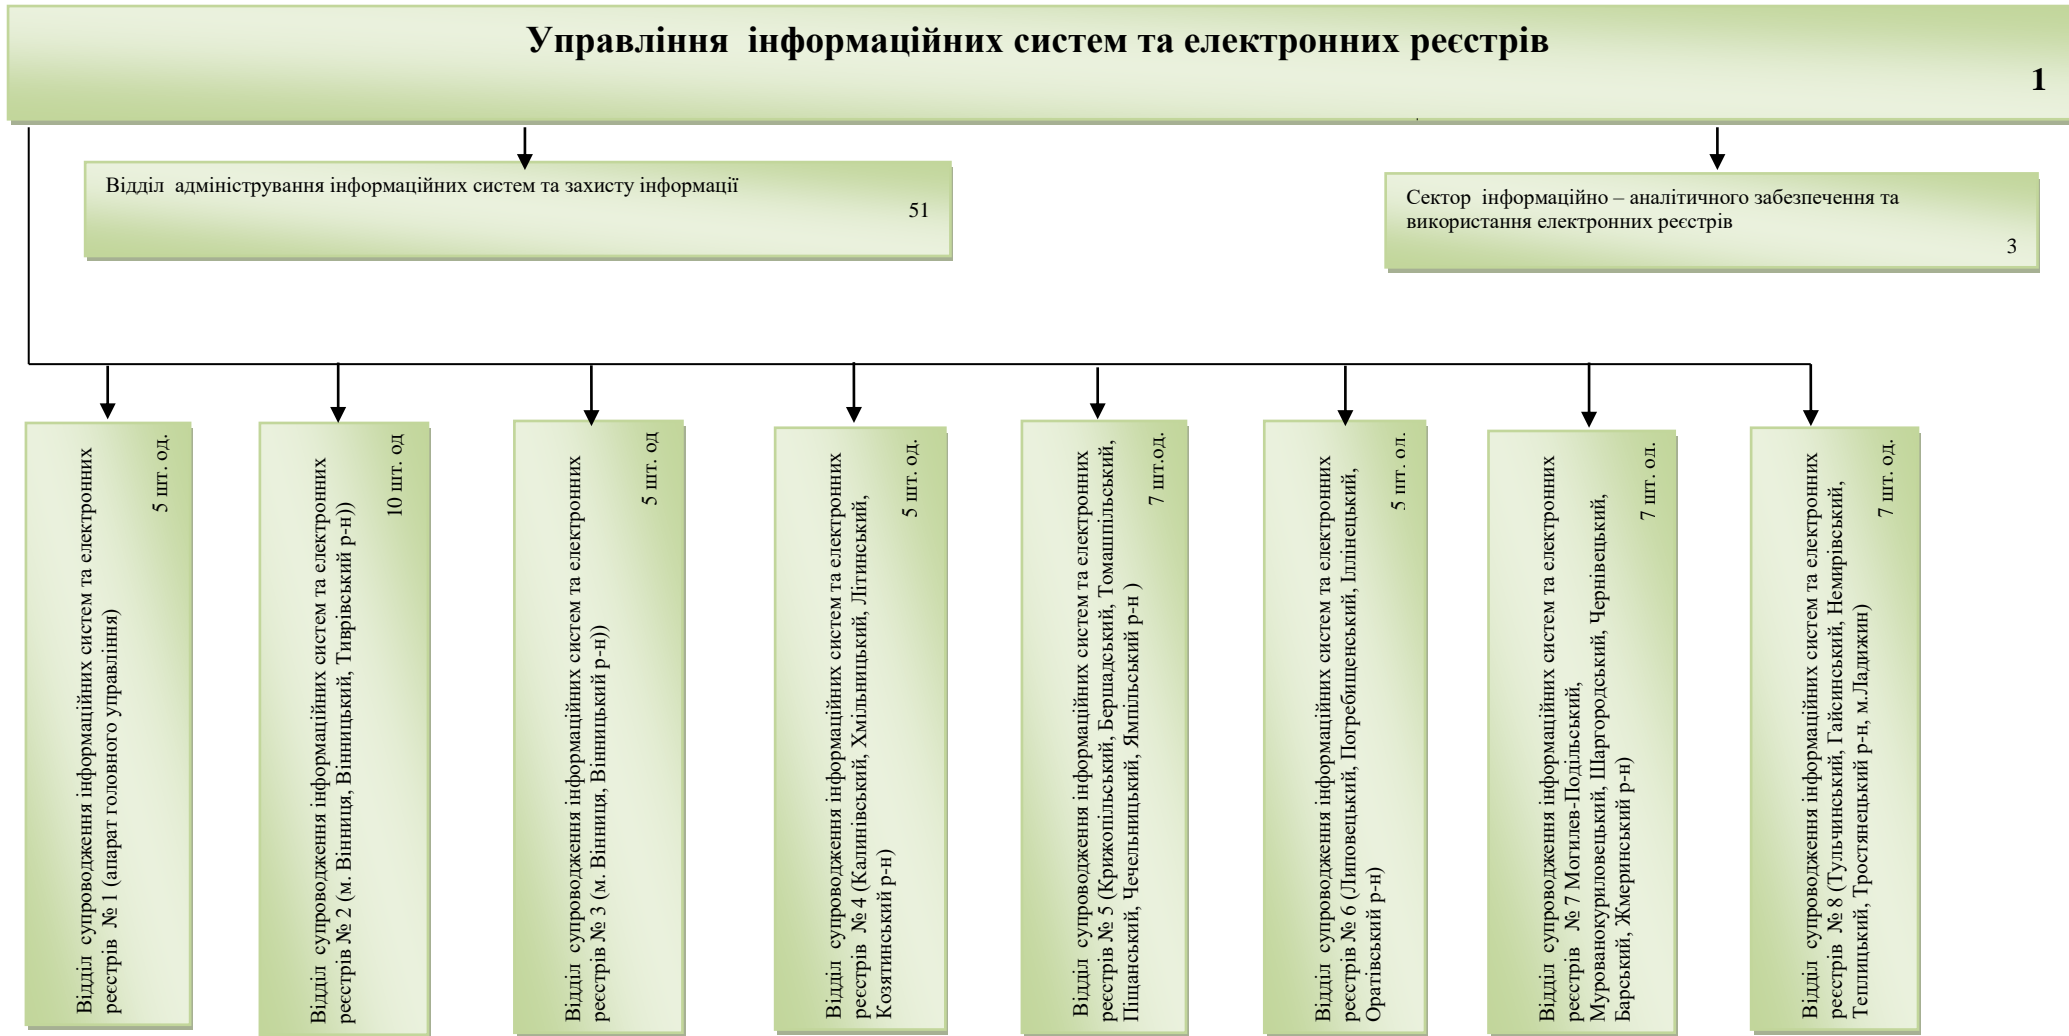 Управління інформаційних систем та електронних реєстрів
1
Відділ адміністрування інформаційних систем та захисту інформації
51
Сектор інформаційно – аналітичного забезпечення та
використання електронних реєстрів
3
Відділ супроводження інформаційних систем та електронних
реєстрів № 1 (апарат головного управління)
5 шт. од.
Відділ супроводження інформаційних систем та електронних
реєстрів № 2 (м. Вінниця, Вінницький, Тиврівський р-н))
10 шт. од
Відділ супроводження інформаційних систем та електронних
реєстрів № 3 (м. Вінниця, Вінницький р-н))
5 шт. од
Відділ супроводження інформаційних систем та електронних
реєстрів № 4 (Калинівський, Хмільницький, Літинський,
Козятинський р-н)
5 шт. од.
Відділ супроводження інформаційних систем та електронних
реєстрів № 5 (Крижопільський, Бершадський, Томашпільський,
Піщанський, Чечельницький, Ямпільський р-н )
7 шт.од.
Відділ супроводження інформаційних систем та електронних
реєстрів № 6 (Липовецький, Погребищенський, Іллінецький,
Оратівський р-н)
5 шт. ол.
Відділ супроводження інформаційних систем та електронних
реєстрів № 7 Могилев-Подільський,
Мурованокуриловецький, Шаргородський, Чернівецький,
Барський, Жмеринський р-н)
7 шт. ол.
Відділ супроводження інформаційних систем та електронних
реєстрів № 8 (Тульчинський, Гайсинський, Немирівський,
Теплицький, Тростянецький р-н, м.Ладижин)
7 шт. од.